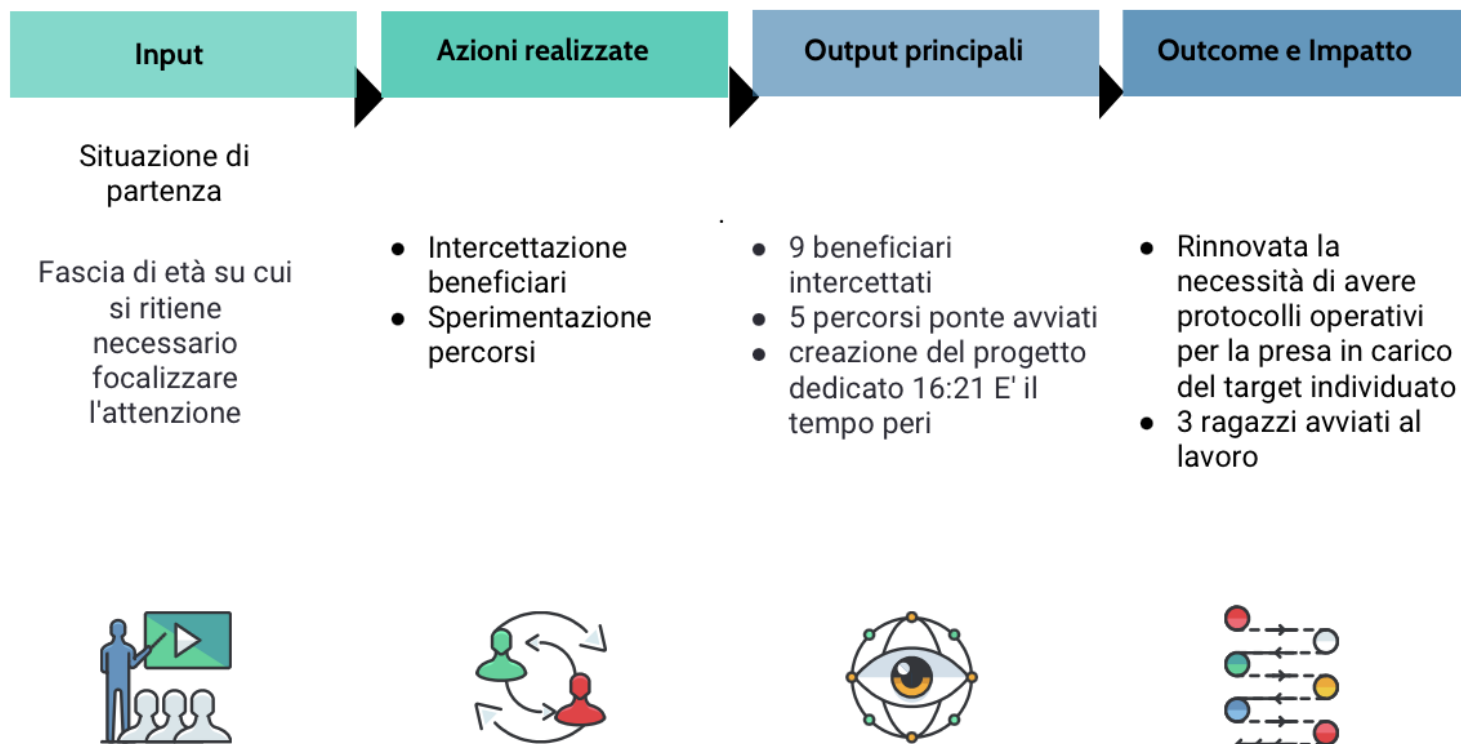 Input
Azioni realizzate
Output principali
Outcome e Impatto
Situazione di
partenza
Fascia di età su cui
si ritiene
necessario
focalizzare
l'attenzione
.
● Intercettazione
beneficiari
● Sperimentazione
percorsi
● 9 beneficiari
intercettati
● 5 percorsi ponte avviati
● creazione del progetto
dedicato 16:21 E' il
tempo peri
● Rinnovata la
necessità di avere
protocolli operativi
per la presa in carico
del target individuato
● 3 ragazzi avviati al
lavoro